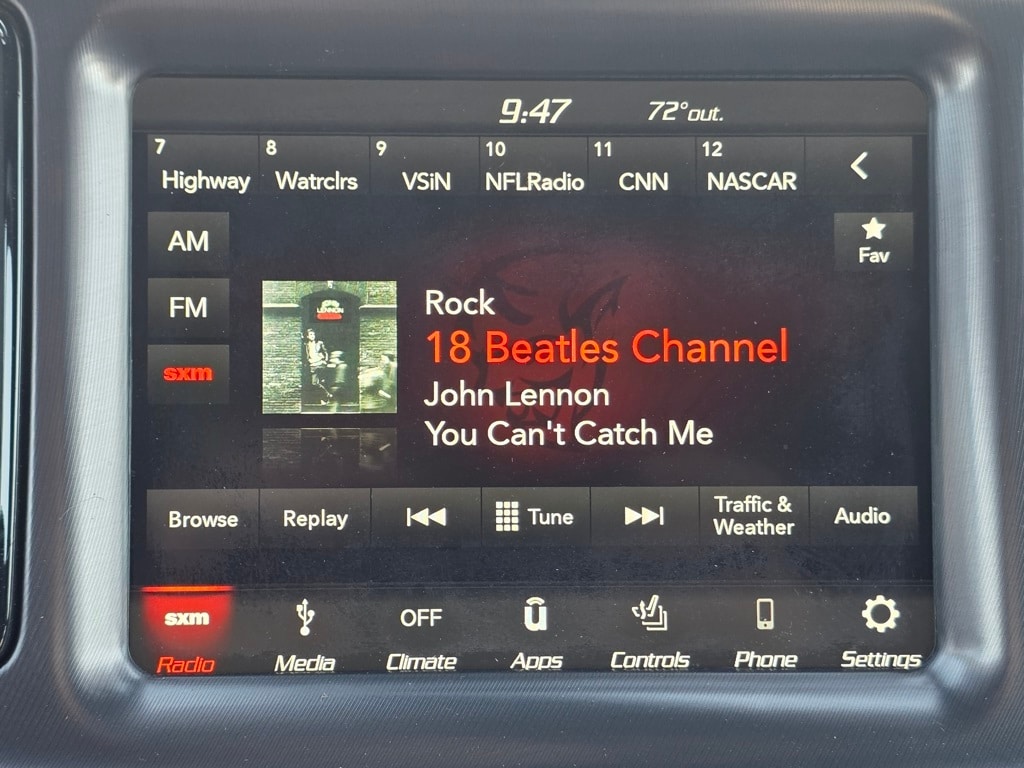 9:47 72°out.
7 8 9 10 11 12
Highway Watrclrs VSiN NFLRadio CNN NASCAR
AM
Fav
FM
LENNON
Rock
18 Beatles Channel
sxm
John Lennon
You Can't Catch Me
Browse Replay Tune Traffic & Weather Audio
sxm OFF u
Radio Media Climate Apps Controls Phone Settings